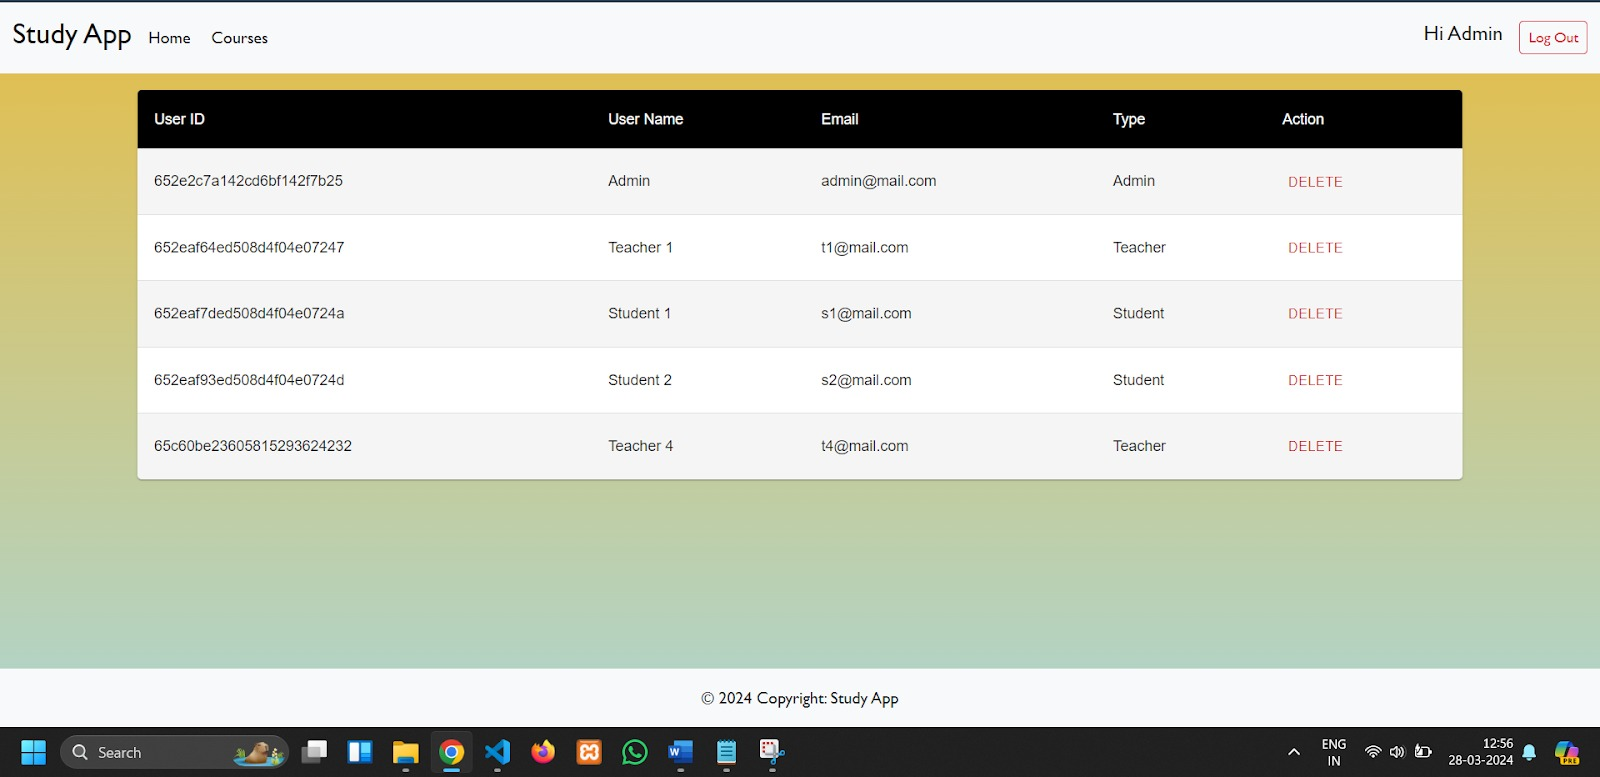 Study App Home Courses Hi Admin Log Out
User ID User Name Email Type Action
652e2c7a142cd6bf142f7b25 Admin admin@mail.com Admin DELETE
652eaf64ed508d4f04e07247 Teacher 1 t1@mail.com Teacher DELETE
652eaf7ded508d4f04e0724a Student 1 s1@mail.com Student DELETE
652eaf93ed508d4f04e0724d Student 2 s2@mail.com Student DELETE
65c60be23605815293624232 Teacher 4 t4@mail.com Teacher DELETE
© 2024 Copyright: Study App
Search ENG 12:56
IN 28-03-2024 PRE